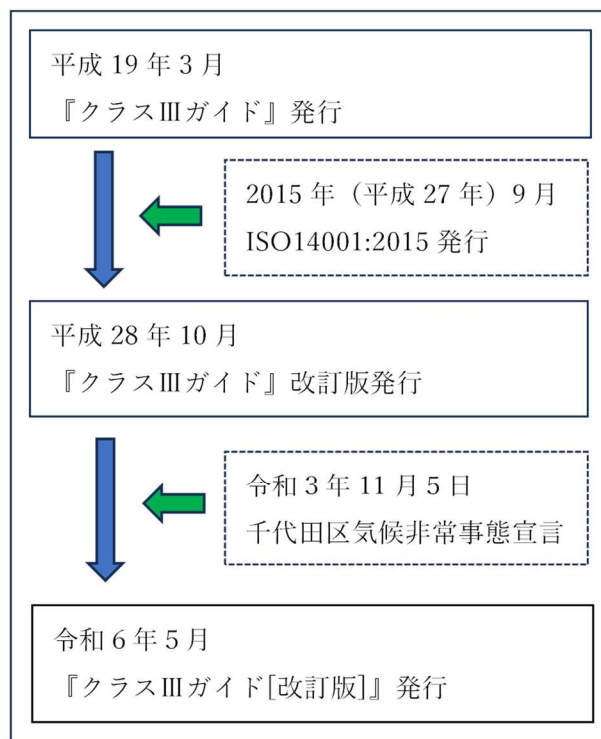 平成 19 年 3 月
『クラスⅢガイド』発行
2015 年（平成 27 年）9 月
ISO14001:2015 発行
平成 28 年 10 月
『クラスⅢガイド』改訂版発行
令和 3 年 11 月 5 日
千代田区気候非常事態宣言
令和 6 年 5 月
『クラスⅢガイド[改訂版]』発行